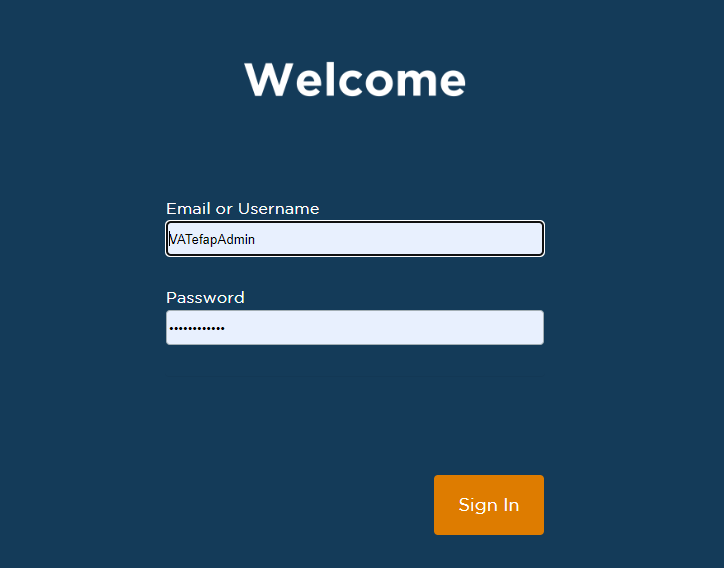 Welcome
Email or Username
VATefapAdmin
Password
••••••••••••
Sign In